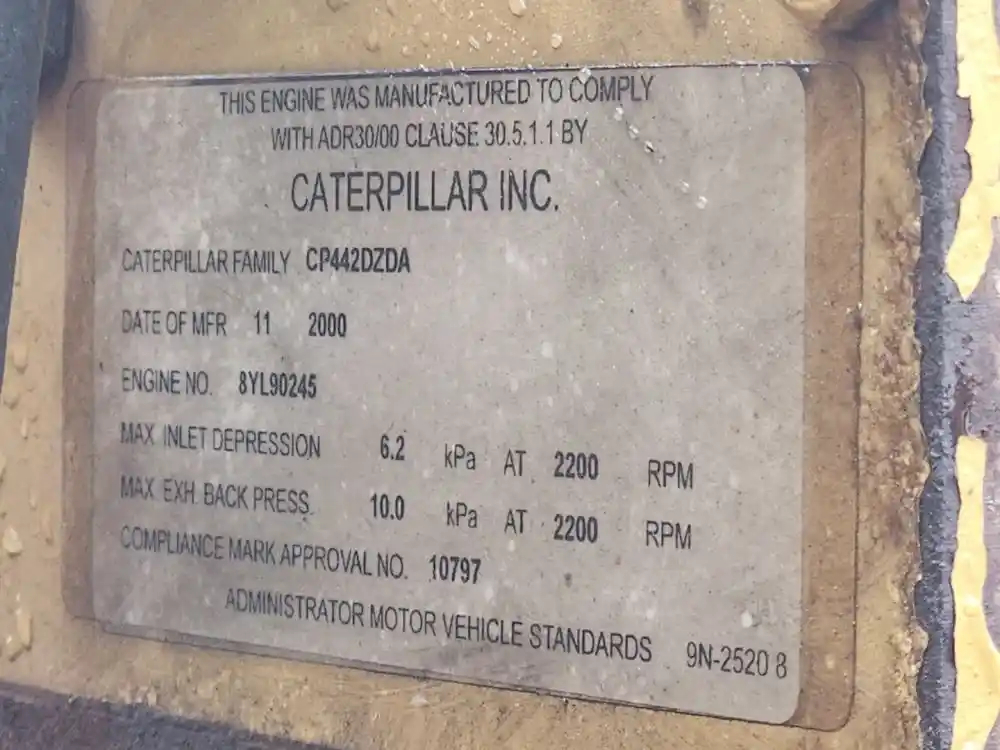 THIS ENGINE WAS MANUFACTURED TO COMPLY
WITH ADR30/00 CLAUSE 30.5.1.1 BY
CATERPILLAR INC.
CATERPILLAR FAMILY CP442DZDA
DATE OF MFR 11 2000
ENGINE NO. 8YL90245
MAX INLET DEPRESSION 6.2 kPa AT 2200 RPM
MAX EXH. BACK PRESS. 10.0 kPa AT 2200 RPM
COMPLIANCE MARK APPROVAL NO. 10797
ADMINISTRATOR MOTOR VEHICLE STANDARDS 9N-2520 8